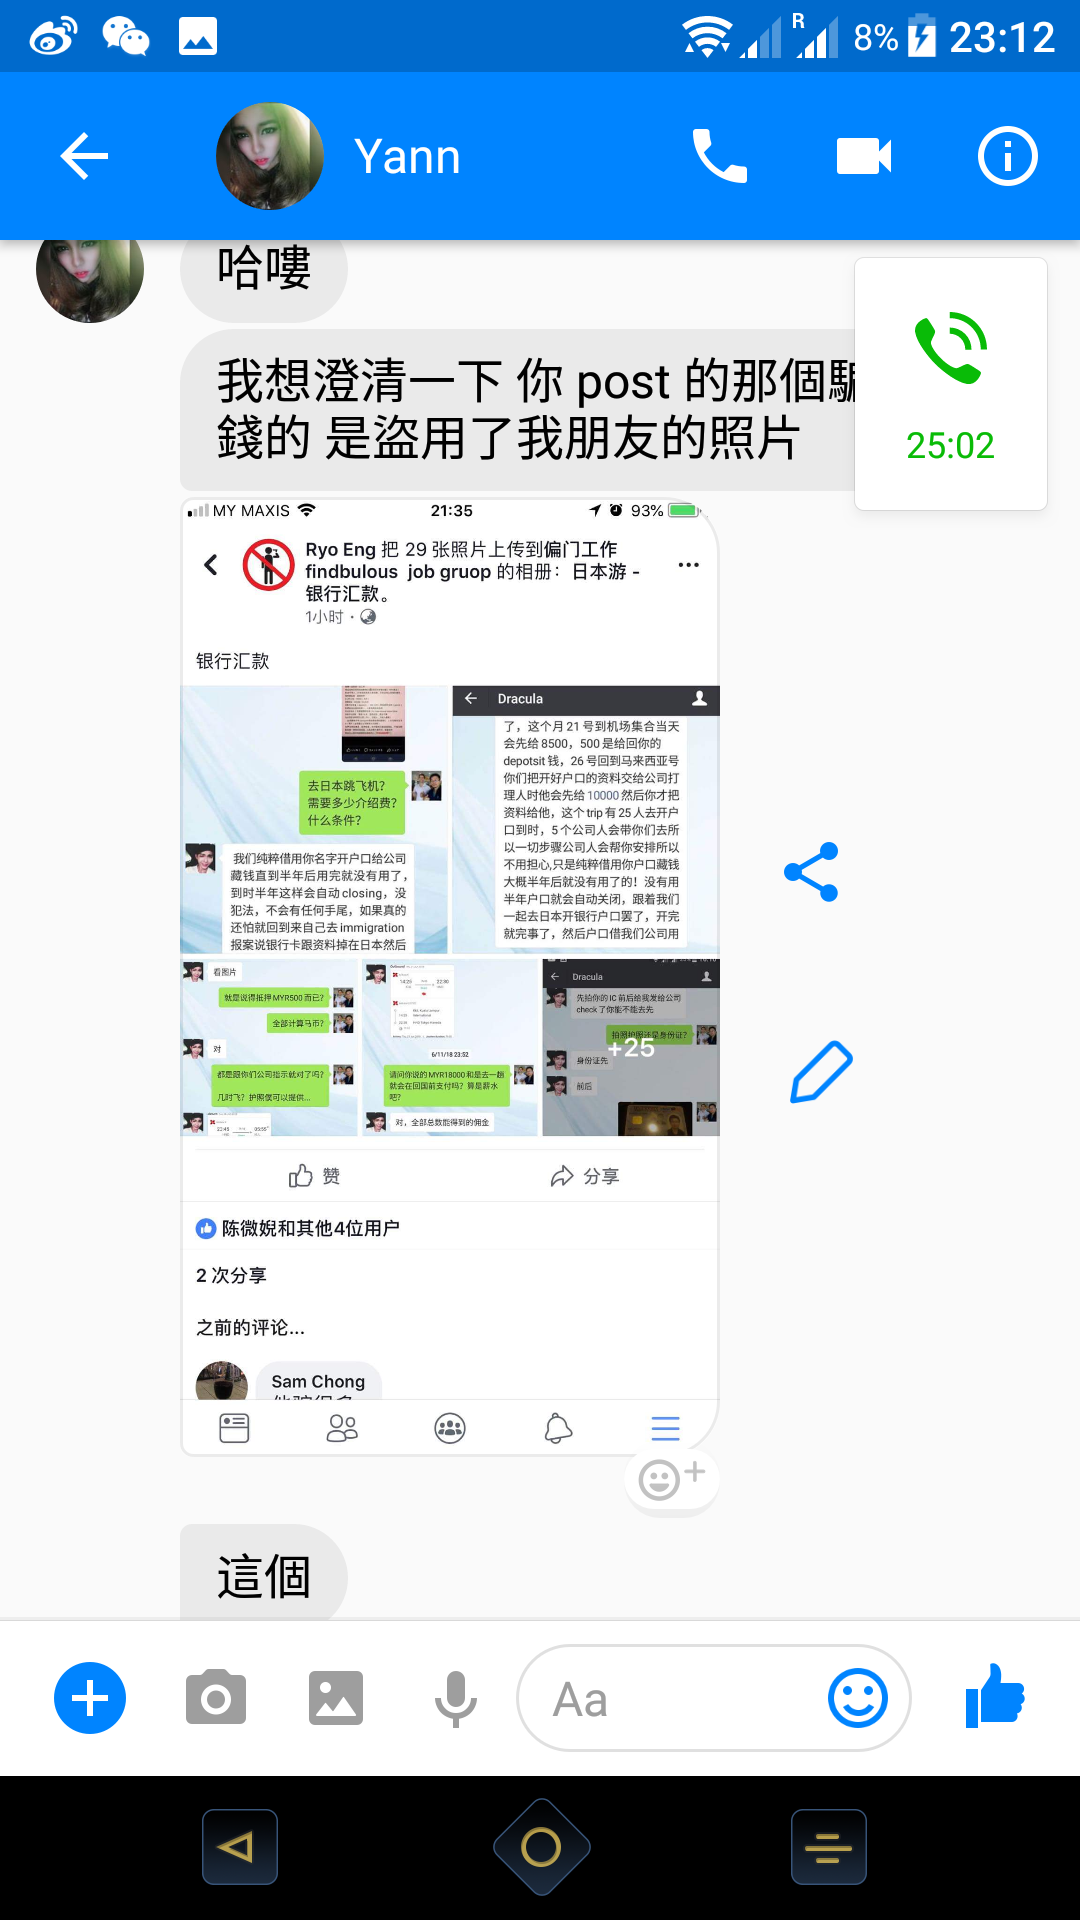 R 8% 23:12
Yann
哈嘍
我想澄清一下 你 post 的那個騙
錢的 是盜用了我朋友的照片
25:02
MY MAXIS 21:35 93%
Ryo Eng 把 29 张照片上传到偏门工作
findbulous job gruop 的相册：日本游 -
银行汇款。
1小时
银行汇款
去日本跳飞机?
需要多少介绍费?
什么条件?
我们纯粹借用你名字开户口给公司
藏钱直到半年后用完就没有用了，
到时半年这样会自动 closing，没
犯法，不会有任何手尾，如果真的
还怕就回到来自己去 immigration
报案说银行卡跟资料掉在日本然后
Dracula
了，这个月 21 号到机场集合当天
会先给 8500，500 是给回你的
depotsit 钱，26 号回到马来西亚号
你们把开好户口的资料交给公司打
理人时他会先给 10000 然后你才把
资料给他，这个 trip 有 25 人去开户
口到时，5 个公司人会带你们去所
以一切步骤公司人会帮你安排所以
不用担心,只是纯粹借用你户口藏钱
大概半年后就没有用了的！没有用
半年户口就会自动关闭，跟着我们
一起去日本开银行户口罢了，开完
就完事了，然后户口借我们公司用
看图片
就是说得抵押 MYR500 而已?
全部计算马币?
对
都是跟你们公司指示就对了吗?
几时飞? 护照僕可以提供...
14:25 22:30
6/11/18 23:52
请问你说的 MYR18000 和是去一趟
就会在回国前支付吗? 算是薪水
吧?
对，全部总数能得到的佣金
Dracula
先拍你的 IC 前后给我发给公司
check 了你能不能去先
拍照护照还是身份证?
身份证先
前后
+25
赞 分享
陈微婗和其他4位用户
2 次分享
之前的评论...
Sam Chong
這個
Aa